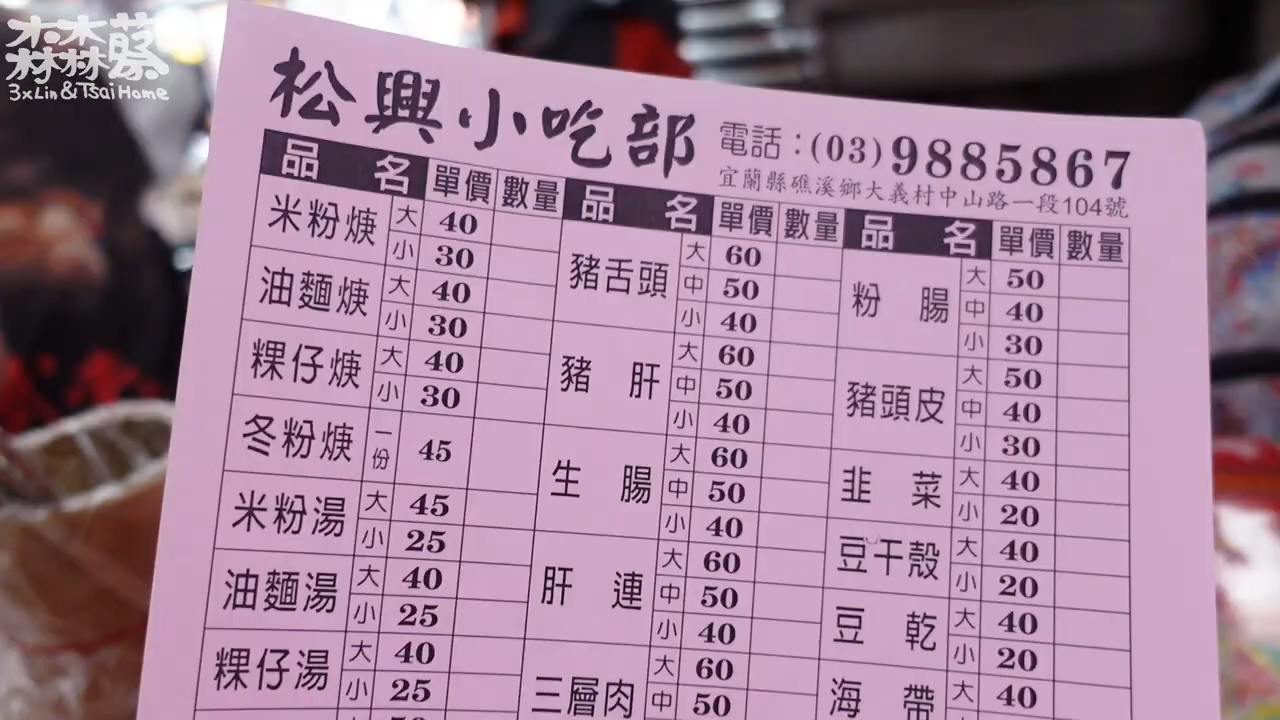 森林林蔡
3xLin&TsaiHome
松興小吃部
電話:(03)9885867
宜蘭縣礁溪鄉大義村中山路一段104號
品名 單價 數量
米粉焿 大 40
小 30
油麵焿 大 40
小 30
粿仔焿 大 40
小 30
冬粉焿 一份 45
米粉湯 大 45
小 25
油麵湯 大 40
小 25
粿仔湯 大 40
小 25
品名 單價 數量
豬舌頭 大 60
中 50
小 40
豬肝 大 60
中 50
小 40
生腸 大 60
中 50
小 40
肝連 大 60
中 50
小 40
三層肉 大 60
中 50
品名 單價 數量
粉腸 大 50
中 40
小 30
豬頭皮 大 50
中 40
小 30
韭菜 大 40
小 20
豆干殼 大 40
小 20
豆乾 大 40
小 20
海帶 大 40